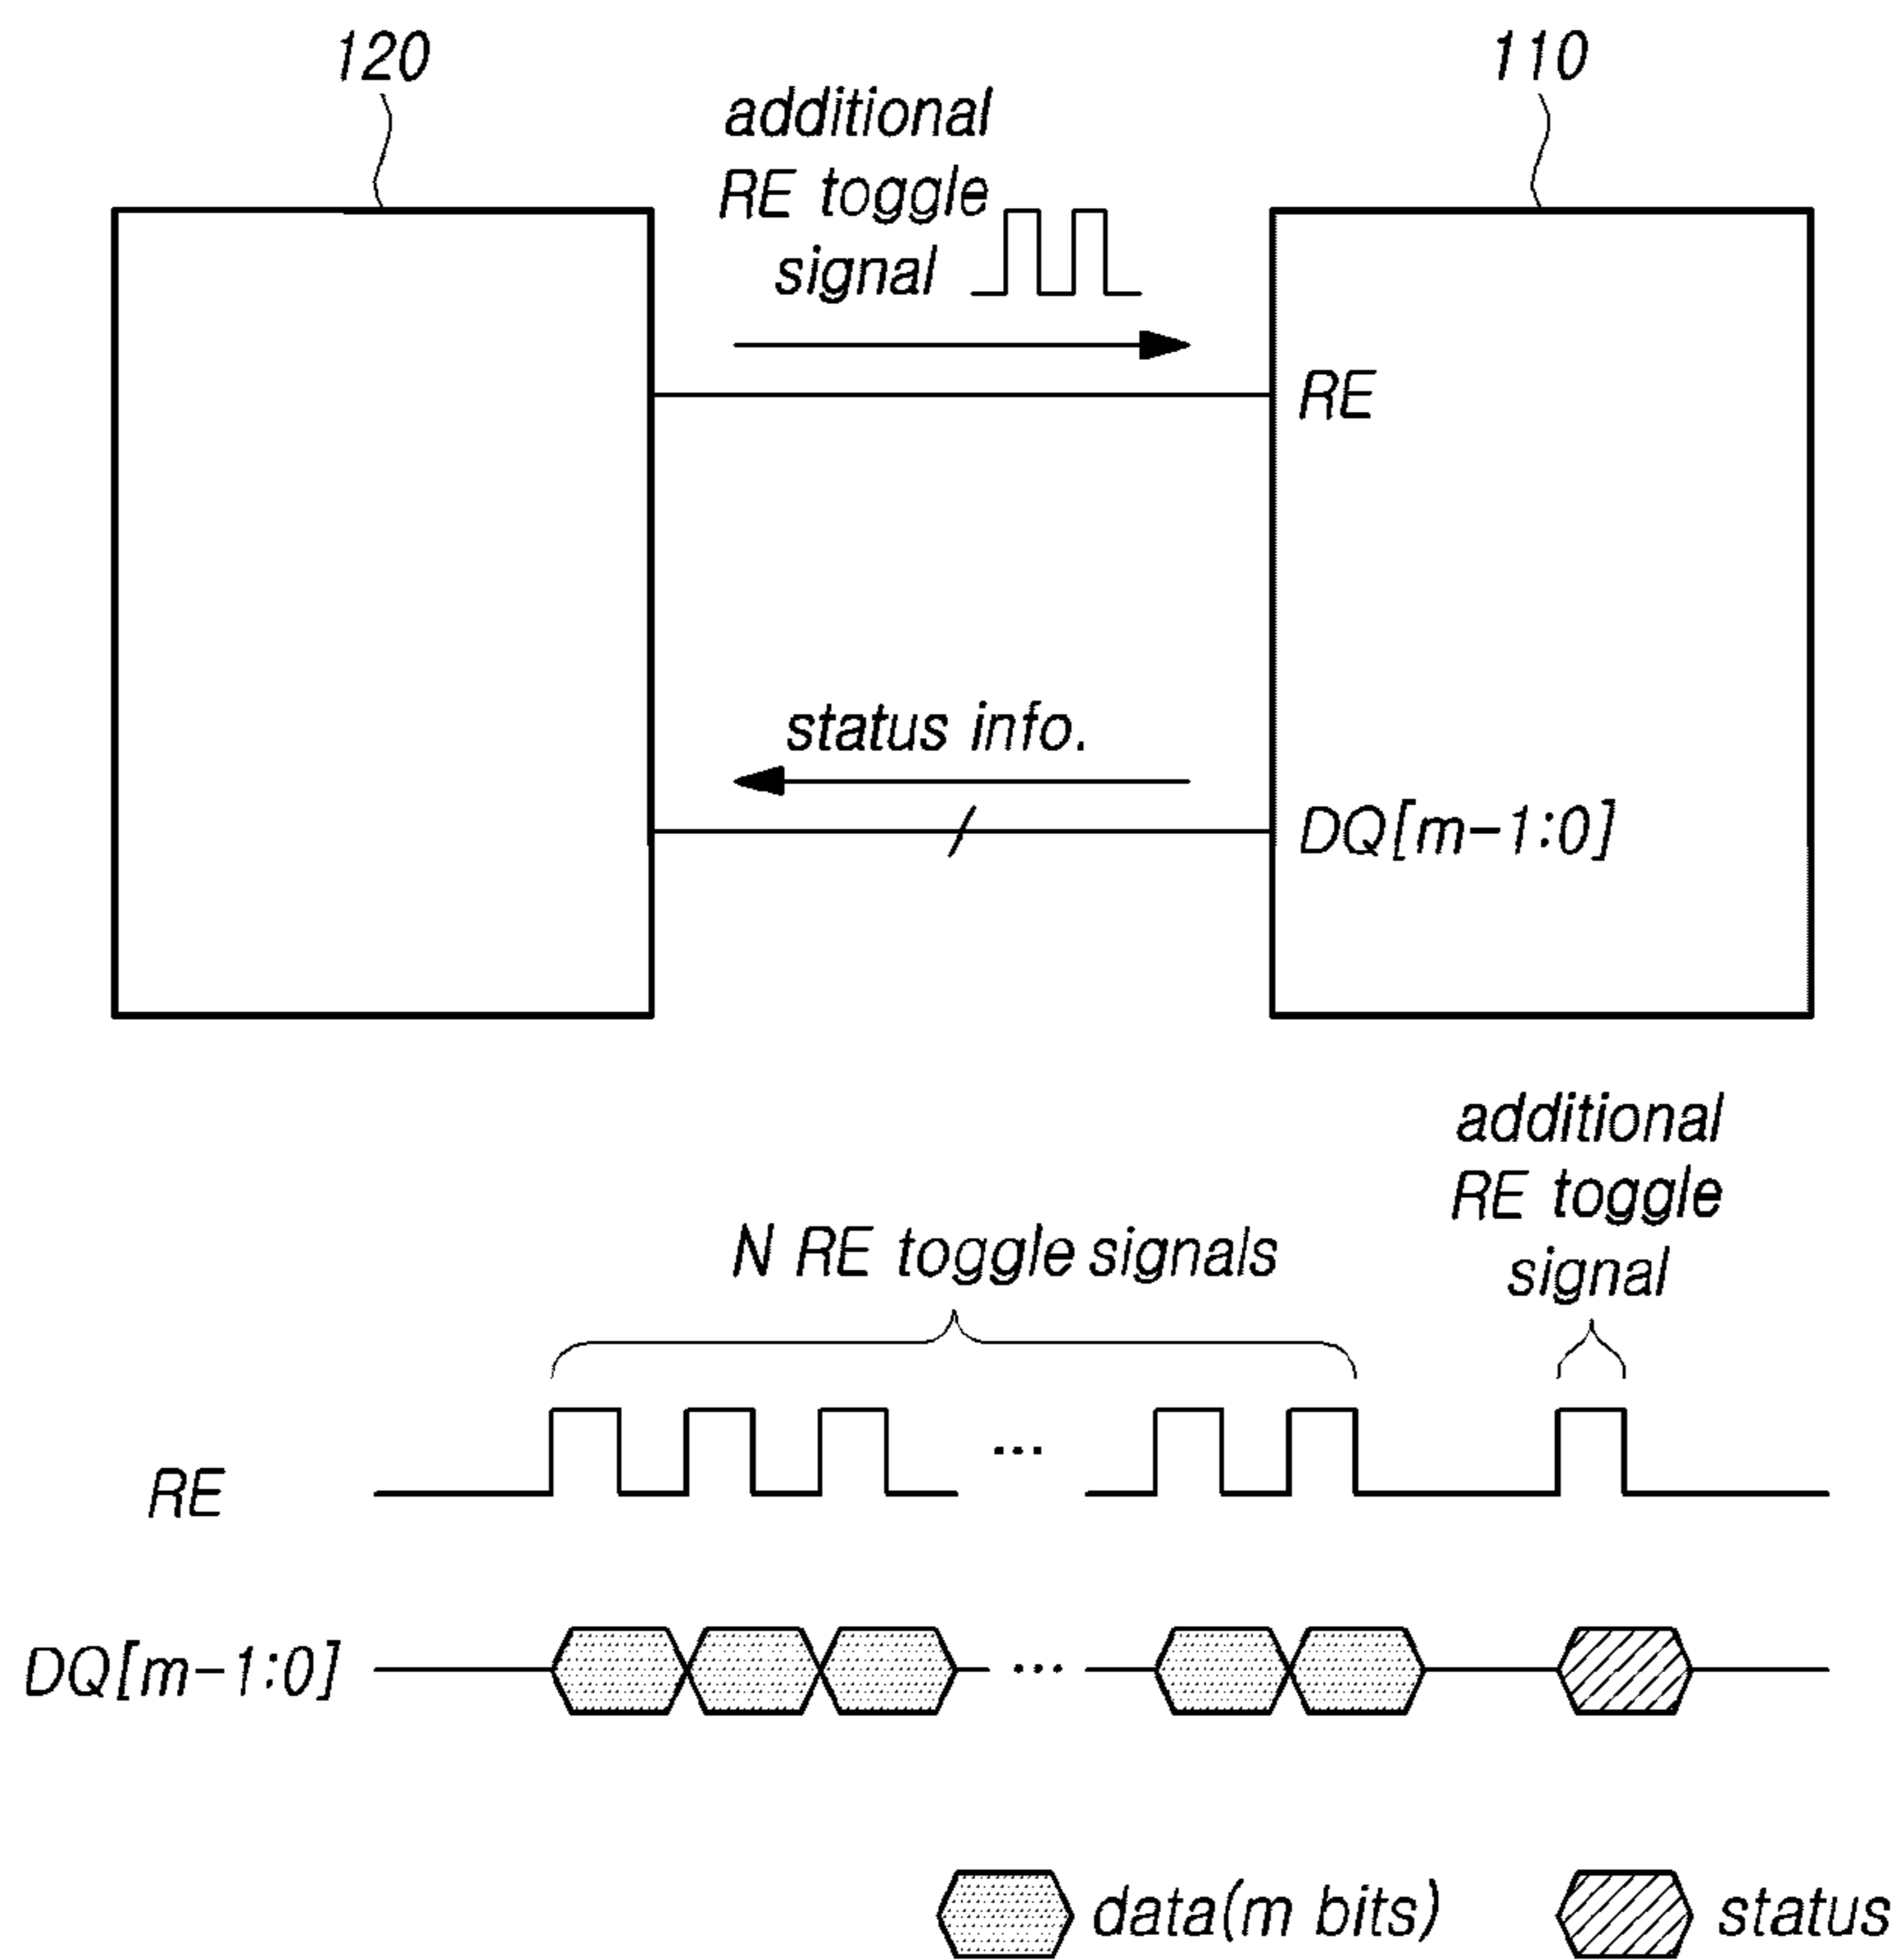 120
110
additional
RE toggle
signal
RE
status info.
DQ[m-1:0]
additional
RE toggle
signal
N RE toggle signals
...
RE
DQ[m-1:0]
...
data(m bits)
status